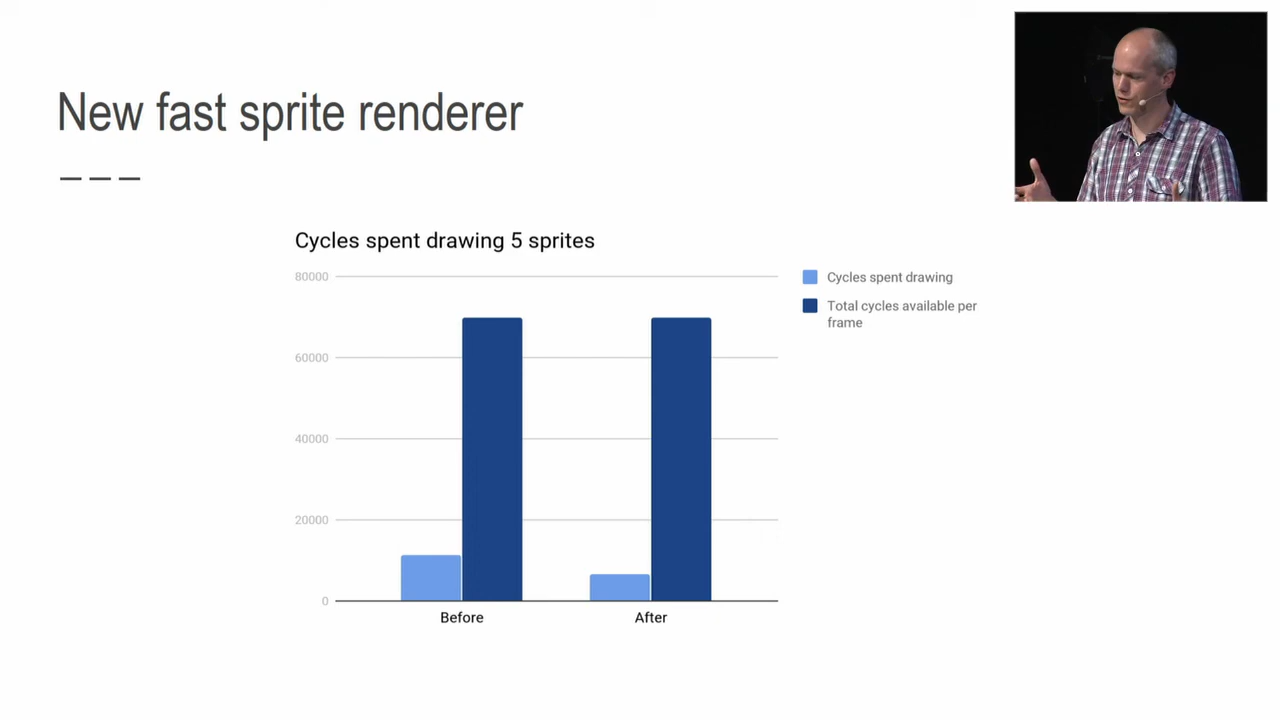 New fast sprite renderer
Cycles spent drawing 5 sprites
80000
60000
40000
20000
0
Before
After
Cycles spent drawing
Total cycles available per
frame